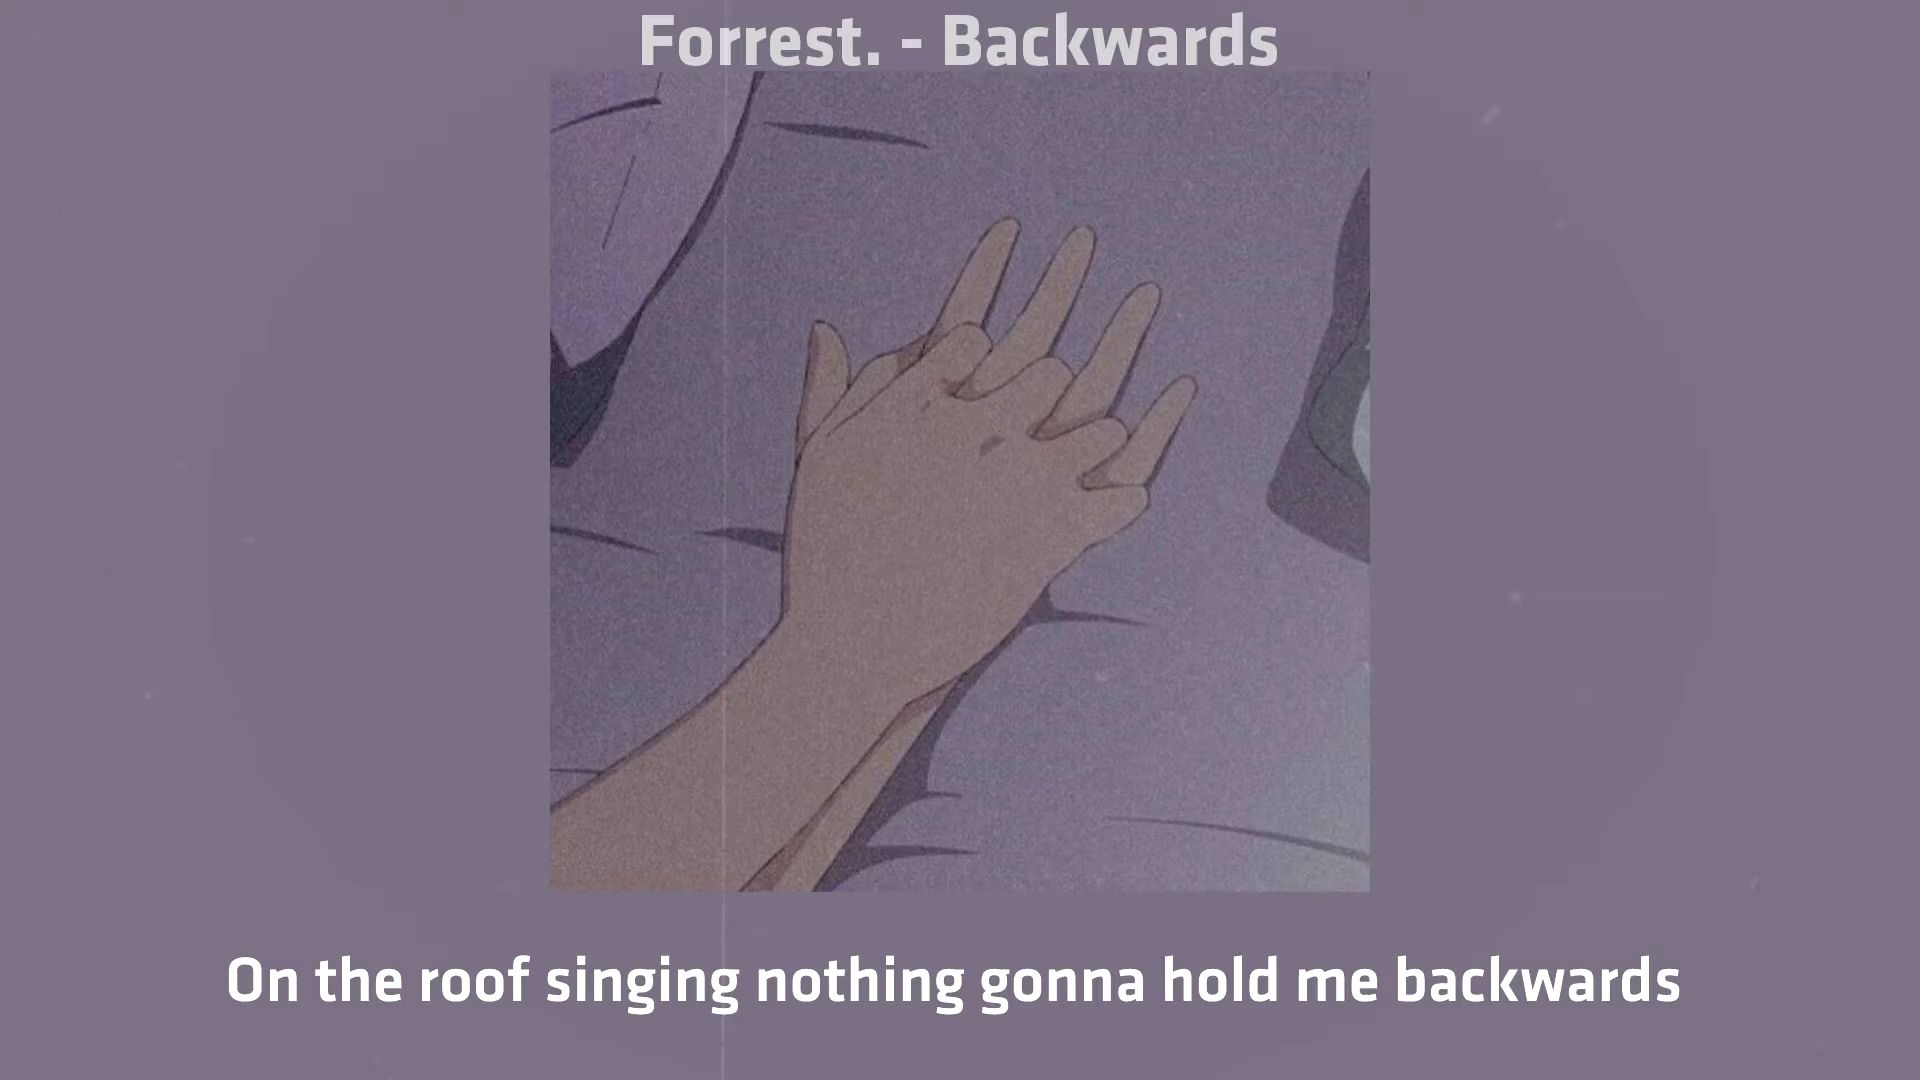 Forrest. - Backwards
On the roof singing nothing gonna hold me backwards